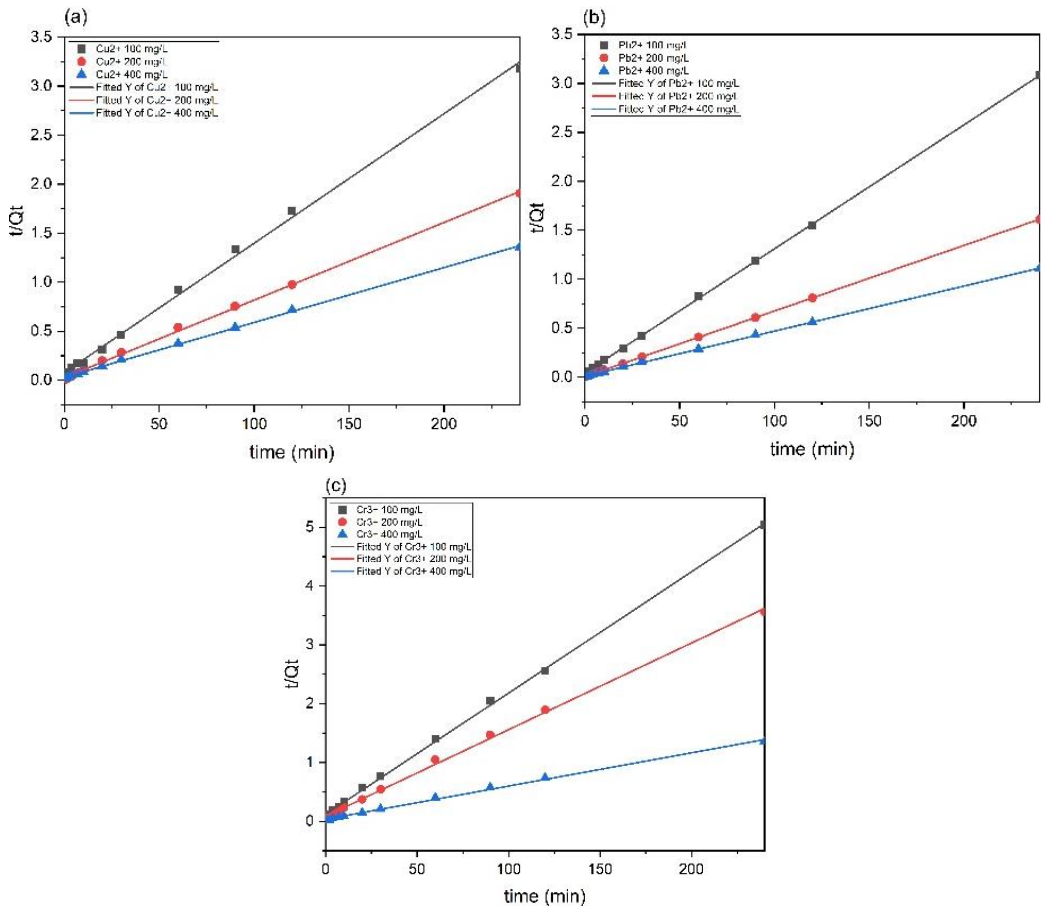 (a)
3.5
3.0
2.5
2.0
1.5
1.0
0.5
0.0
t/Qt
Cu2+ 100 mg/L
Cu2+ 200 mg/L
Cu2+ 400 mg/L
Fitted Y of Cu2+ 100 mg/L
Fitted Y of Cu2+ 200 mg/L
Fitted Y of Cu2+ 400 mg/L
0 50 100 150 200
time (min)
(b)
3.5
3.0
2.5
2.0
1.5
1.0
0.5
0.0
t/Qt
Pb2+ 100 mg/L
Pb2+ 200 mg/L
Pb2+ 400 mg/L
Fitted Y of Pb2+ 100 mg/L
Fitted Y of Pb2+ 200 mg/L
Fitted Y of Pb2+ 400 mg/L
0 50 100 150 200
time (min)
(c)
5
4
3
2
1
0
t/Qt
Cr3+ 100 mg/L
Cr3+ 200 mg/L
Cr3+ 400 mg/L
Fitted Y of Cr3+ 100 mg/L
Fitted Y of Cr3+ 200 mg/L
Fitted Y of Cr3+ 400 mg/L
0 50 100 150 200
time (min)